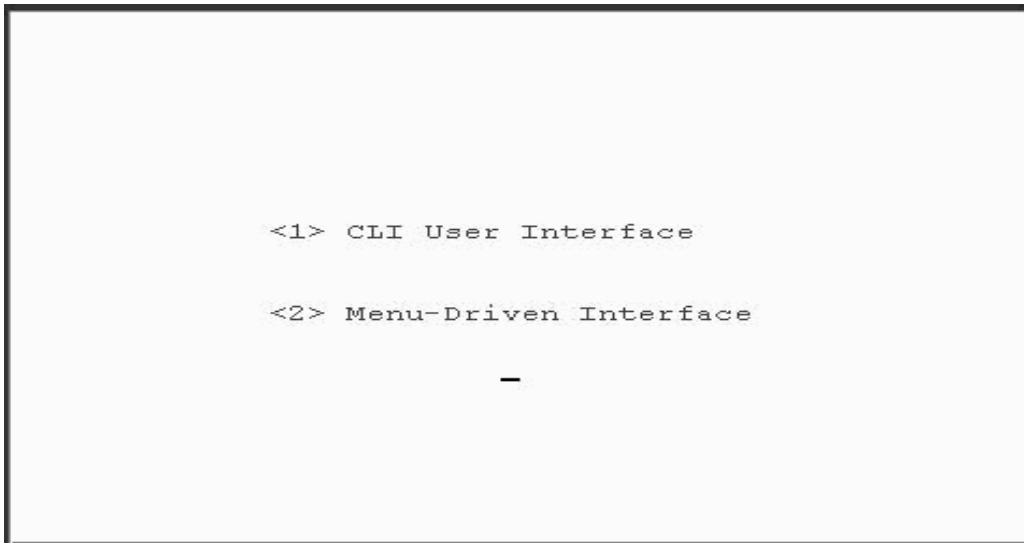 <1> CLI User Interface
<2> Menu-Driven Interface